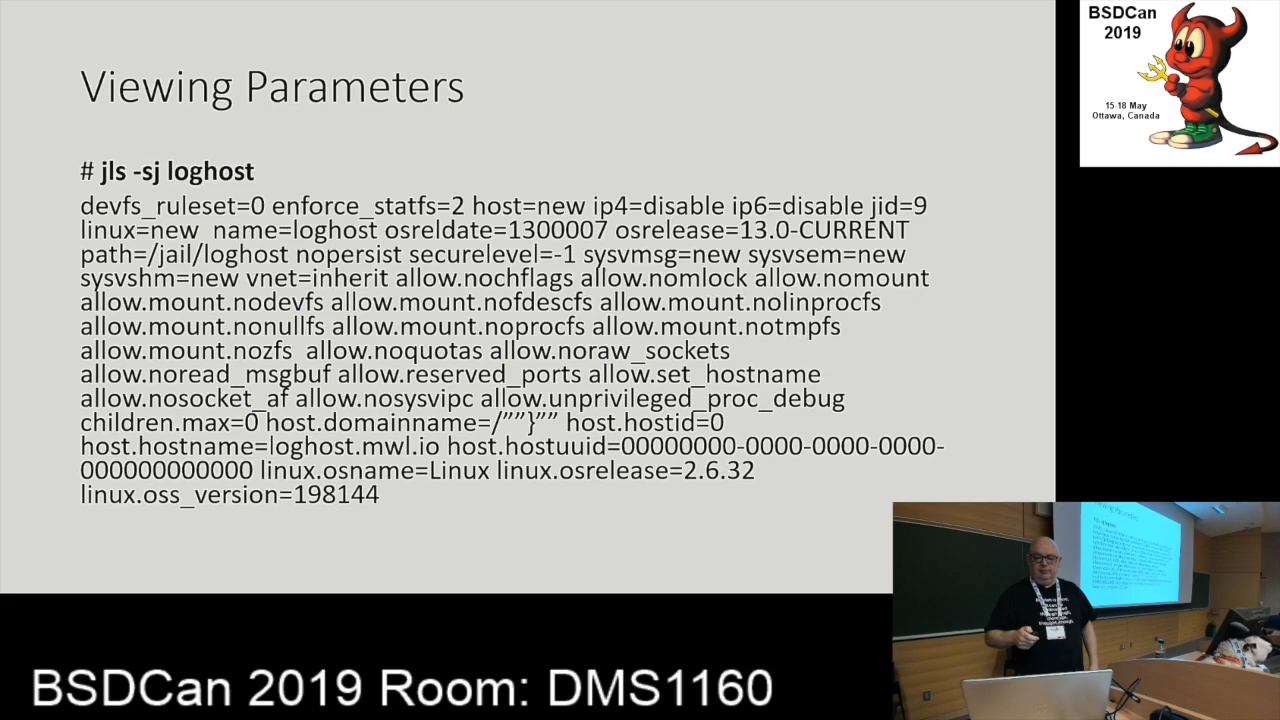 Viewing Parameters
# jls -sj loghost
devfs_ruleset=0 enforce_statfs=2 host=new ip4=disable ip6=disable jid=9
linux=new  name=loghost osreldate=1300007 osrelease=13.0-CURRENT
path=/jail/loghost nopersist securelevel=-1 sysvmsg=new sysvsem=new
sysvshm=new vnet=inherit allow.nochflags allow.nomlock allow.nomount
allow.mount.nodevfs allow.mount.nofdescfs allow.mount.nolinprocfs
allow.mount.nonullfs allow.mount.noprocfs allow.mount.notmpfs
allow.mount.nozfs  allow.noquotas allow.noraw_sockets
allow.noread_msgbuf allow.reserved_ports allow.set_hostname
allow.nosocket_af allow.nosysvipc allow.unprivileged_proc_debug
children.max=0 host.domainname=/””}”” host.hostid=0
host.hostname=loghost.mwl.io host.hostuuid=00000000-0000-0000-0000-
000000000000 linux.osname=Linux linux.osrelease=2.6.32
linux.oss_version=198144
BSDCan
2019
15-18 May
Ottawa, Canada
Viewing Parameters
BSDCan 2019 Room: DMS1160